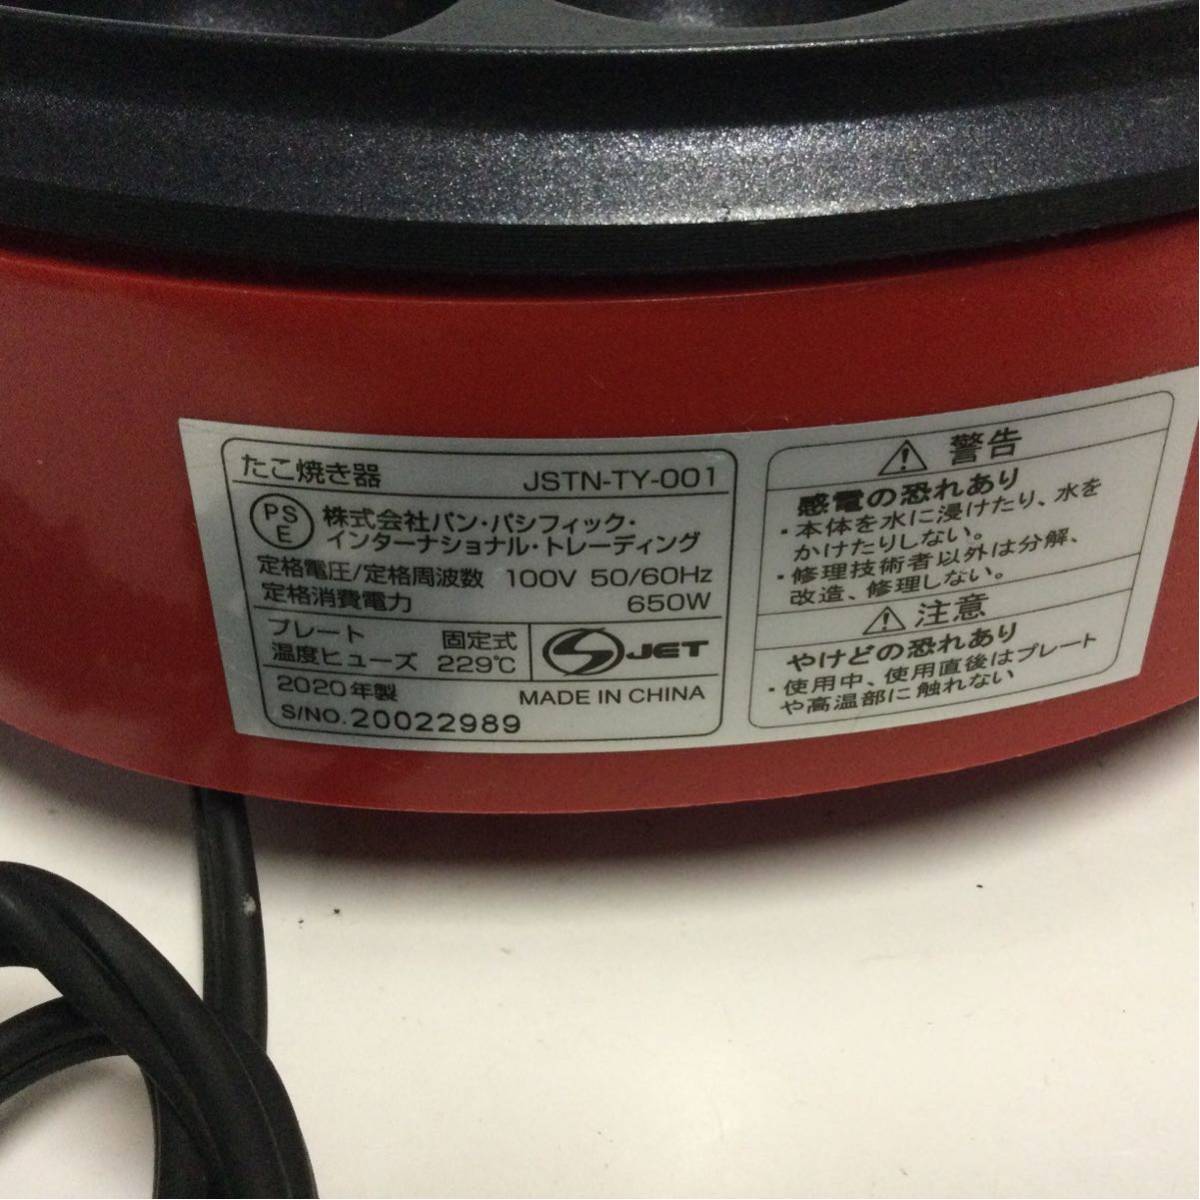 たこ焼き器 JSTN-TY-001
PS
E
株式会社パン・パシフィック・
インターナショナル・トレーディング
定格電圧/定格周波数 100V 50/60Hz
定格消費電力 650W
プレート 固定式
温度ヒューズ 229℃
JET
2020年製 MADE IN CHINA
S/NO.20022989
警告
感電の恐れあり
・本体を水に浸けたり、水を
かけたりしない。
・修理技術者以外は分解、
改造、修理しない。
注意
やけどの恐れあり
・使用中、使用直後はプレート
や高温部に触れない